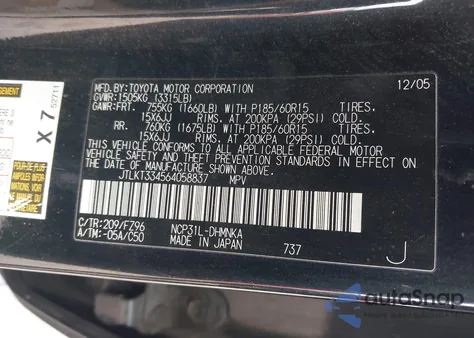 MFD. BY: TOYOTA MOTOR CORPORATION 12/05
GVWR: 1505KG (3315LB)
GAWR: FRT. 755KG (1660LB) WITH P185/60R15 TIRES.
15X6JJ RIMS. AT 200KPA (29PSI) COLD
RR. 760KG (1675LB) WITH P185/60R15 TIRES.
15X6JJ RIMS. AT 200KPA (29PSI) COLD
THIS VEHICLE CONFORMS TO ALL APPLICABLE FEDERAL MOTOR
VEHICLE SAFETY AND BUMPER STANDARDS IN EFFECT ON
THE DATE OF MANUFACTURE SHOWN ABOVE.
JTLKT334564058837 MPV
C/TR: 209/FZ96 NCP31L-DHMNKA
A/TM: -05A/C50 MADE IN JAPAN 737 J
X 7
52711
autoSnap